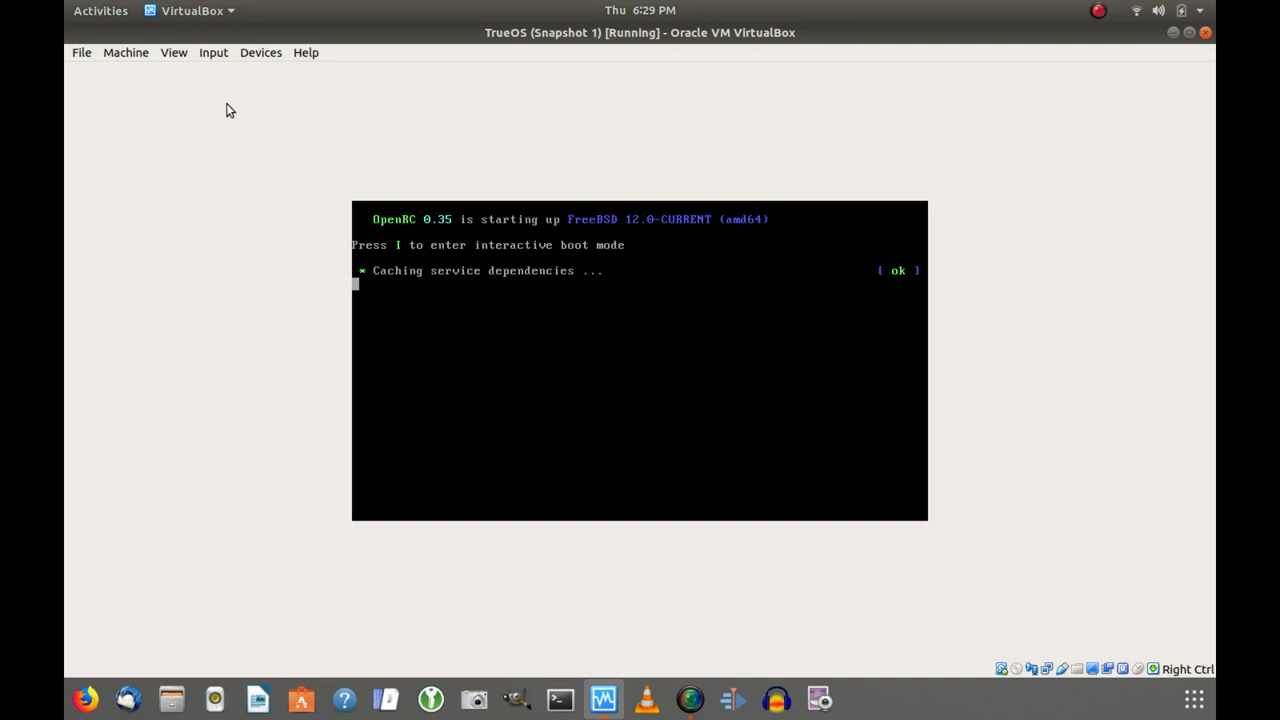 Activities VirtualBox Thu 6:29 PM
TrueOS (Snapshot 1) [Running] - Oracle VM VirtualBox
File Machine View Input Devices Help
OpenRC 0.35 is starting up FreeBSD 12.0-CURRENT (amd64)
Press I to enter interactive boot mode
* Caching service dependencies ... [ ok ]
Right Ctrl